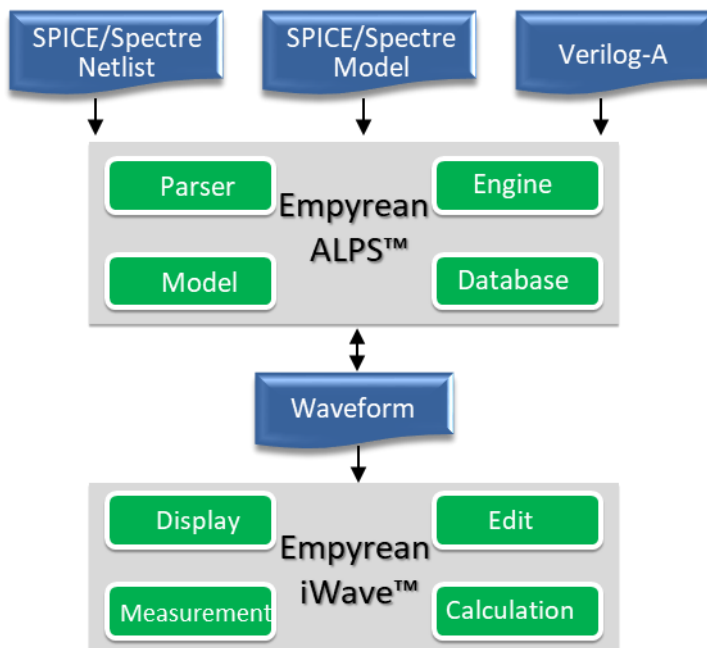 SPICE/Spectre
Netlist
SPICE/Spectre
Model
Verilog-A
Parser
Engine
Empyrean
ALPS™
Model
Database
Waveform
Display
Edit
Empyrean
iWave™
Measurement
Calculation